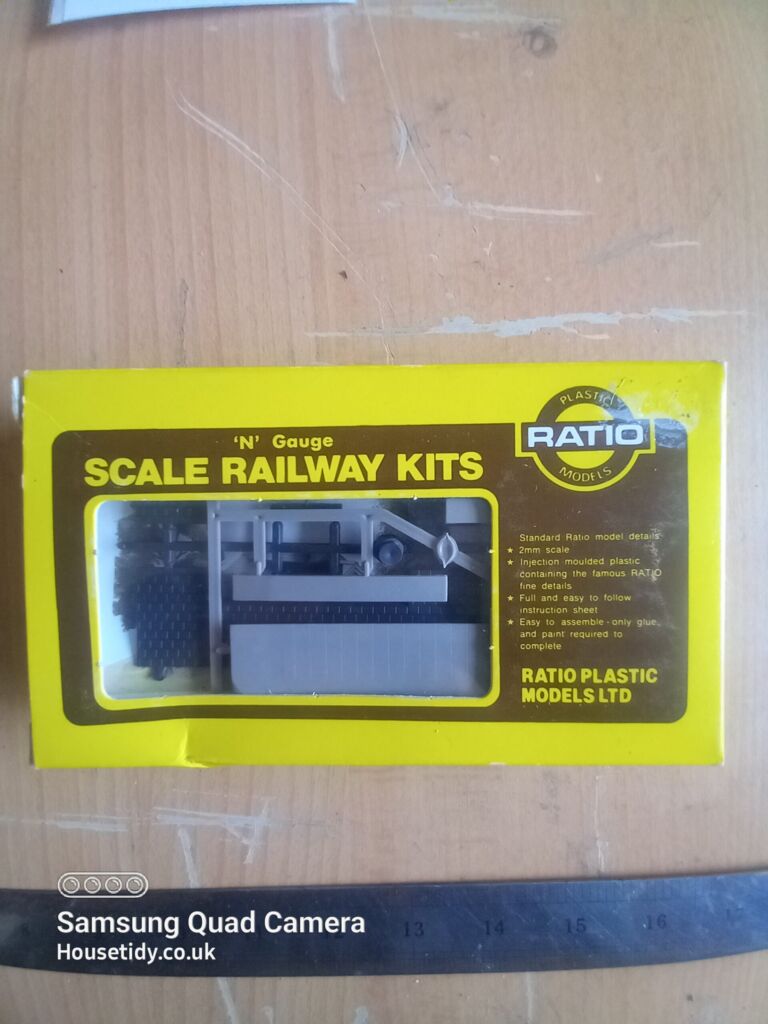 PLASTIC
RATIO
MODELS
'N' Gauge
SCALE RAILWAY KITS
Standard Ratio model details
★ 2mm scale
★ Injection moulded plastic
containing the famous RATIO
fine details
★ Full and easy to follow
instruction sheet
★ Easy to assemble - only glue
and paint required to
complete
RATIO PLASTIC
MODELS LTD
13 14 15 16 17
Samsung Quad Camera
Housetidy.co.uk